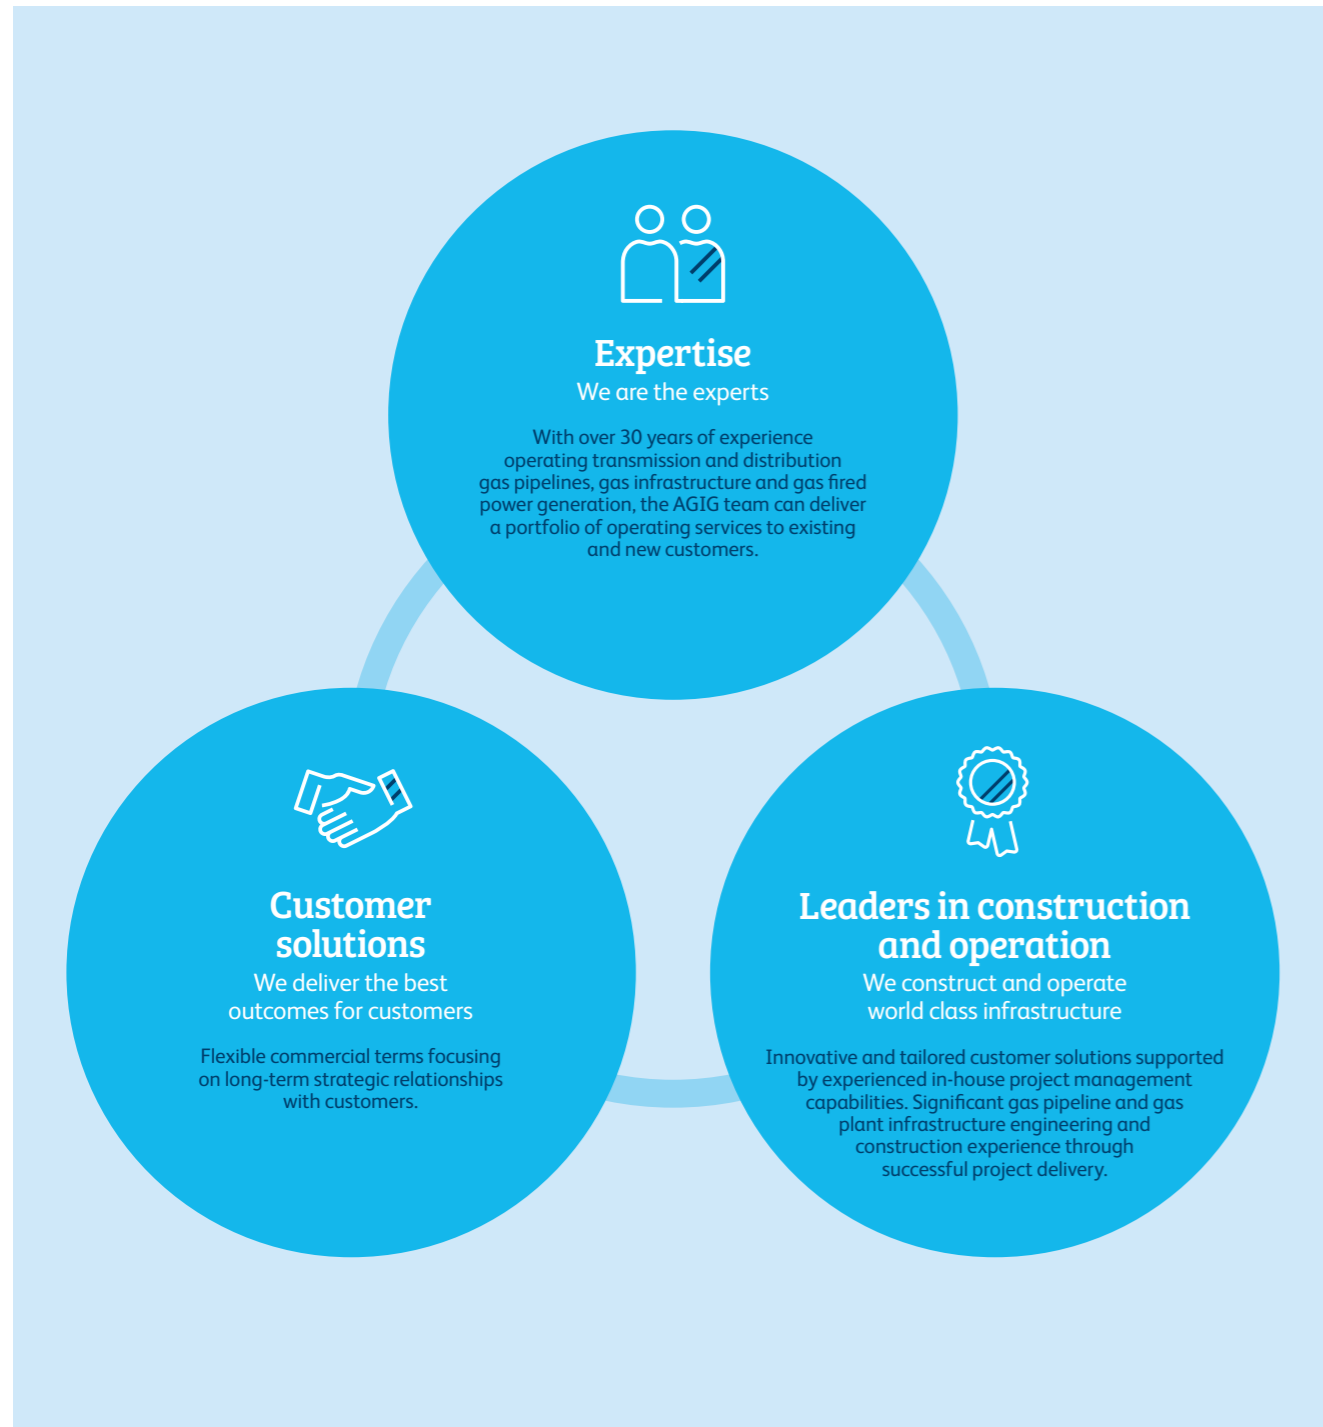 Expertise
We are the experts
With over 30 years of experience
operating transmission and distribution
gas pipelines, gas infrastructure and gas fired
power generation, the AGIG team can deliver
a portfolio of operating services to existing
and new customers.
Customer
solutions
We deliver the best
outcomes for customers
Flexible commercial terms focusing
on long-term strategic relationships
with customers.
Leaders in construction
and operation
We construct and operate
world class infrastructure
Innovative and tailored customer solutions supported
by experienced in-house project management
capabilities. Significant gas pipeline and gas
plant infrastructure engineering and
construction experience through
successful project delivery.